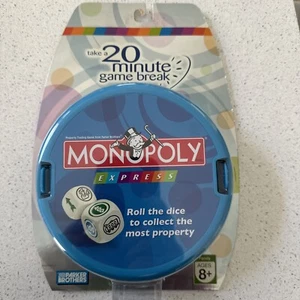 take a
20
minute
game break
MONOPOLY
EXPRESS
Roll the dice
to collect the
most property
PARKER
BROTHERS
AGES
8+